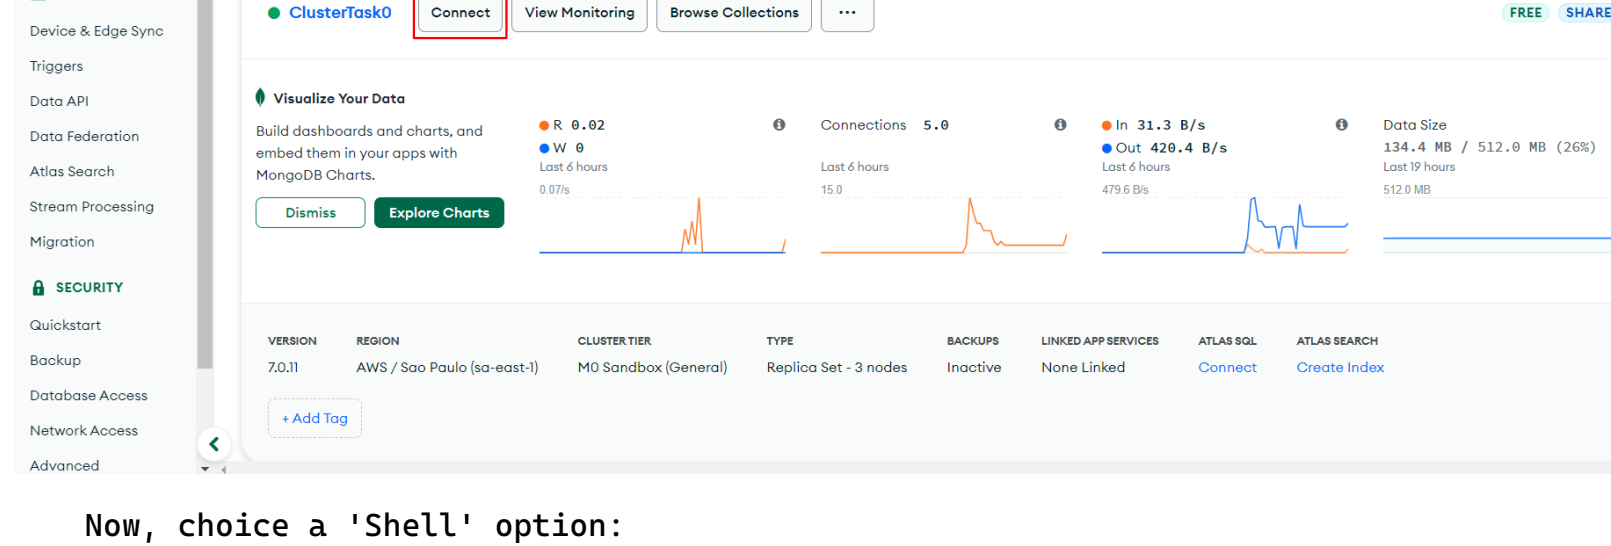 ClusterTask0 Connect View Monitoring Browse Collections ... FREE SHARE
Device & Edge Sync
Triggers
Data API
Data Federation
Atlas Search
Stream Processing
Migration
SECURITY
Quickstart
Backup
Database Access
Network Access
Advanced
Visualize Your Data
Build dashboards and charts, and
embed them in your apps with
MongoDB Charts.
Dismiss Explore Charts
R 0.02
W 0
Last 6 hours
0.07/s
Connections 5.0
Last 6 hours
15.0
In 31.3 B/s
Out 420.4 B/s
Last 6 hours
479.6 B/s
Data Size
134.4 MB / 512.0 MB (26%)
Last 19 hours
512.0 MB
VERSION REGION CLUSTER TIER TYPE BACKUPS LINKED APP SERVICES ATLAS SQL ATLAS SEARCH
7.0.11 AWS / Sao Paulo (sa-east-1) M0 Sandbox (General) Replica Set - 3 nodes Inactive None Linked Connect Create Index
+ Add Tag
Now, choice a 'Shell' option: